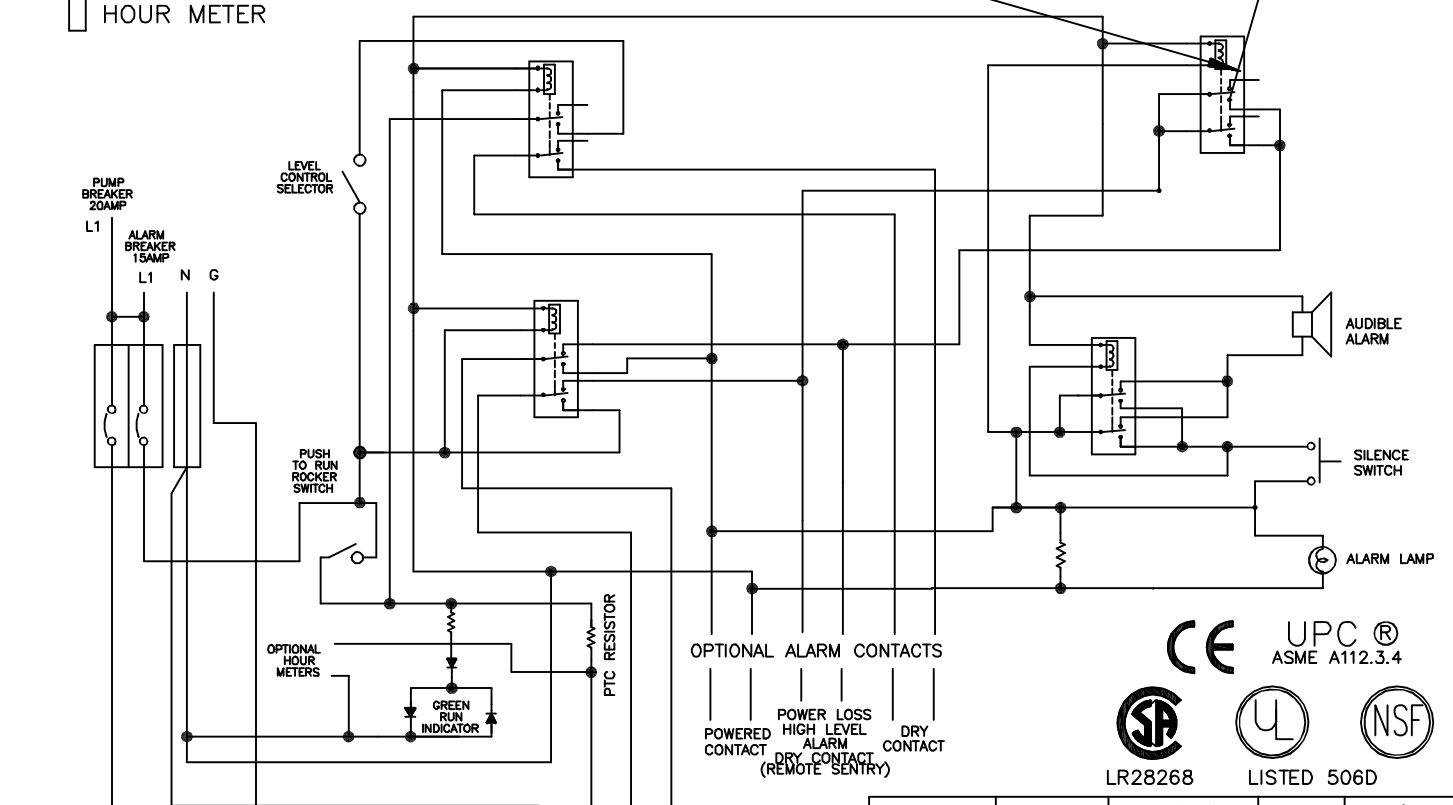 HOUR METER
LEVEL
CONTROL
SELECTOR
PUMP
BREAKER
20AMP
L1
ALARM
BREAKER
15AMP
L1
N
G
AUDIBLE
ALARM
PUSH
TO RUN
ROCKER
SWITCH
SILENCE
SWITCH
ALARM LAMP
PTC RESISTOR
OPTIONAL
HOUR
METERS
GREEN
RUN
INDICATOR
OPTIONAL ALARM CONTACTS
POWERED
CONTACT
POWER LOSS
HIGH LEVEL
ALARM
DRY CONTACT
(REMOTE SENTRY)
DRY
CONTACT
CE
UPC ®
ASME A112.3.4
SA
UL
NSF
LR28268
LISTED 506D